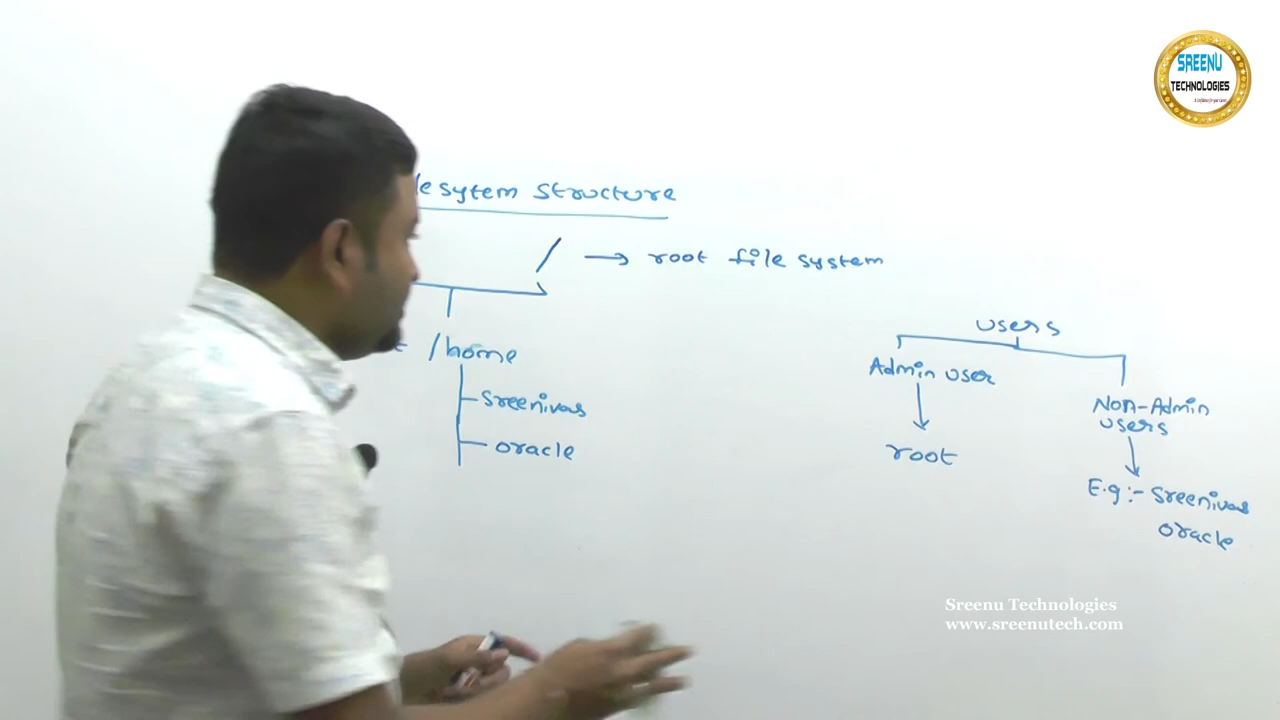 SREENU
TECHNOLOGIES
sytem structure
/ → root file system
/home
sreenivas
oracle
users
Admin user
root
Non-Admin
users
E.g:- sreenivas
oracle
Sreenu Technologies
www.sreenutech.com